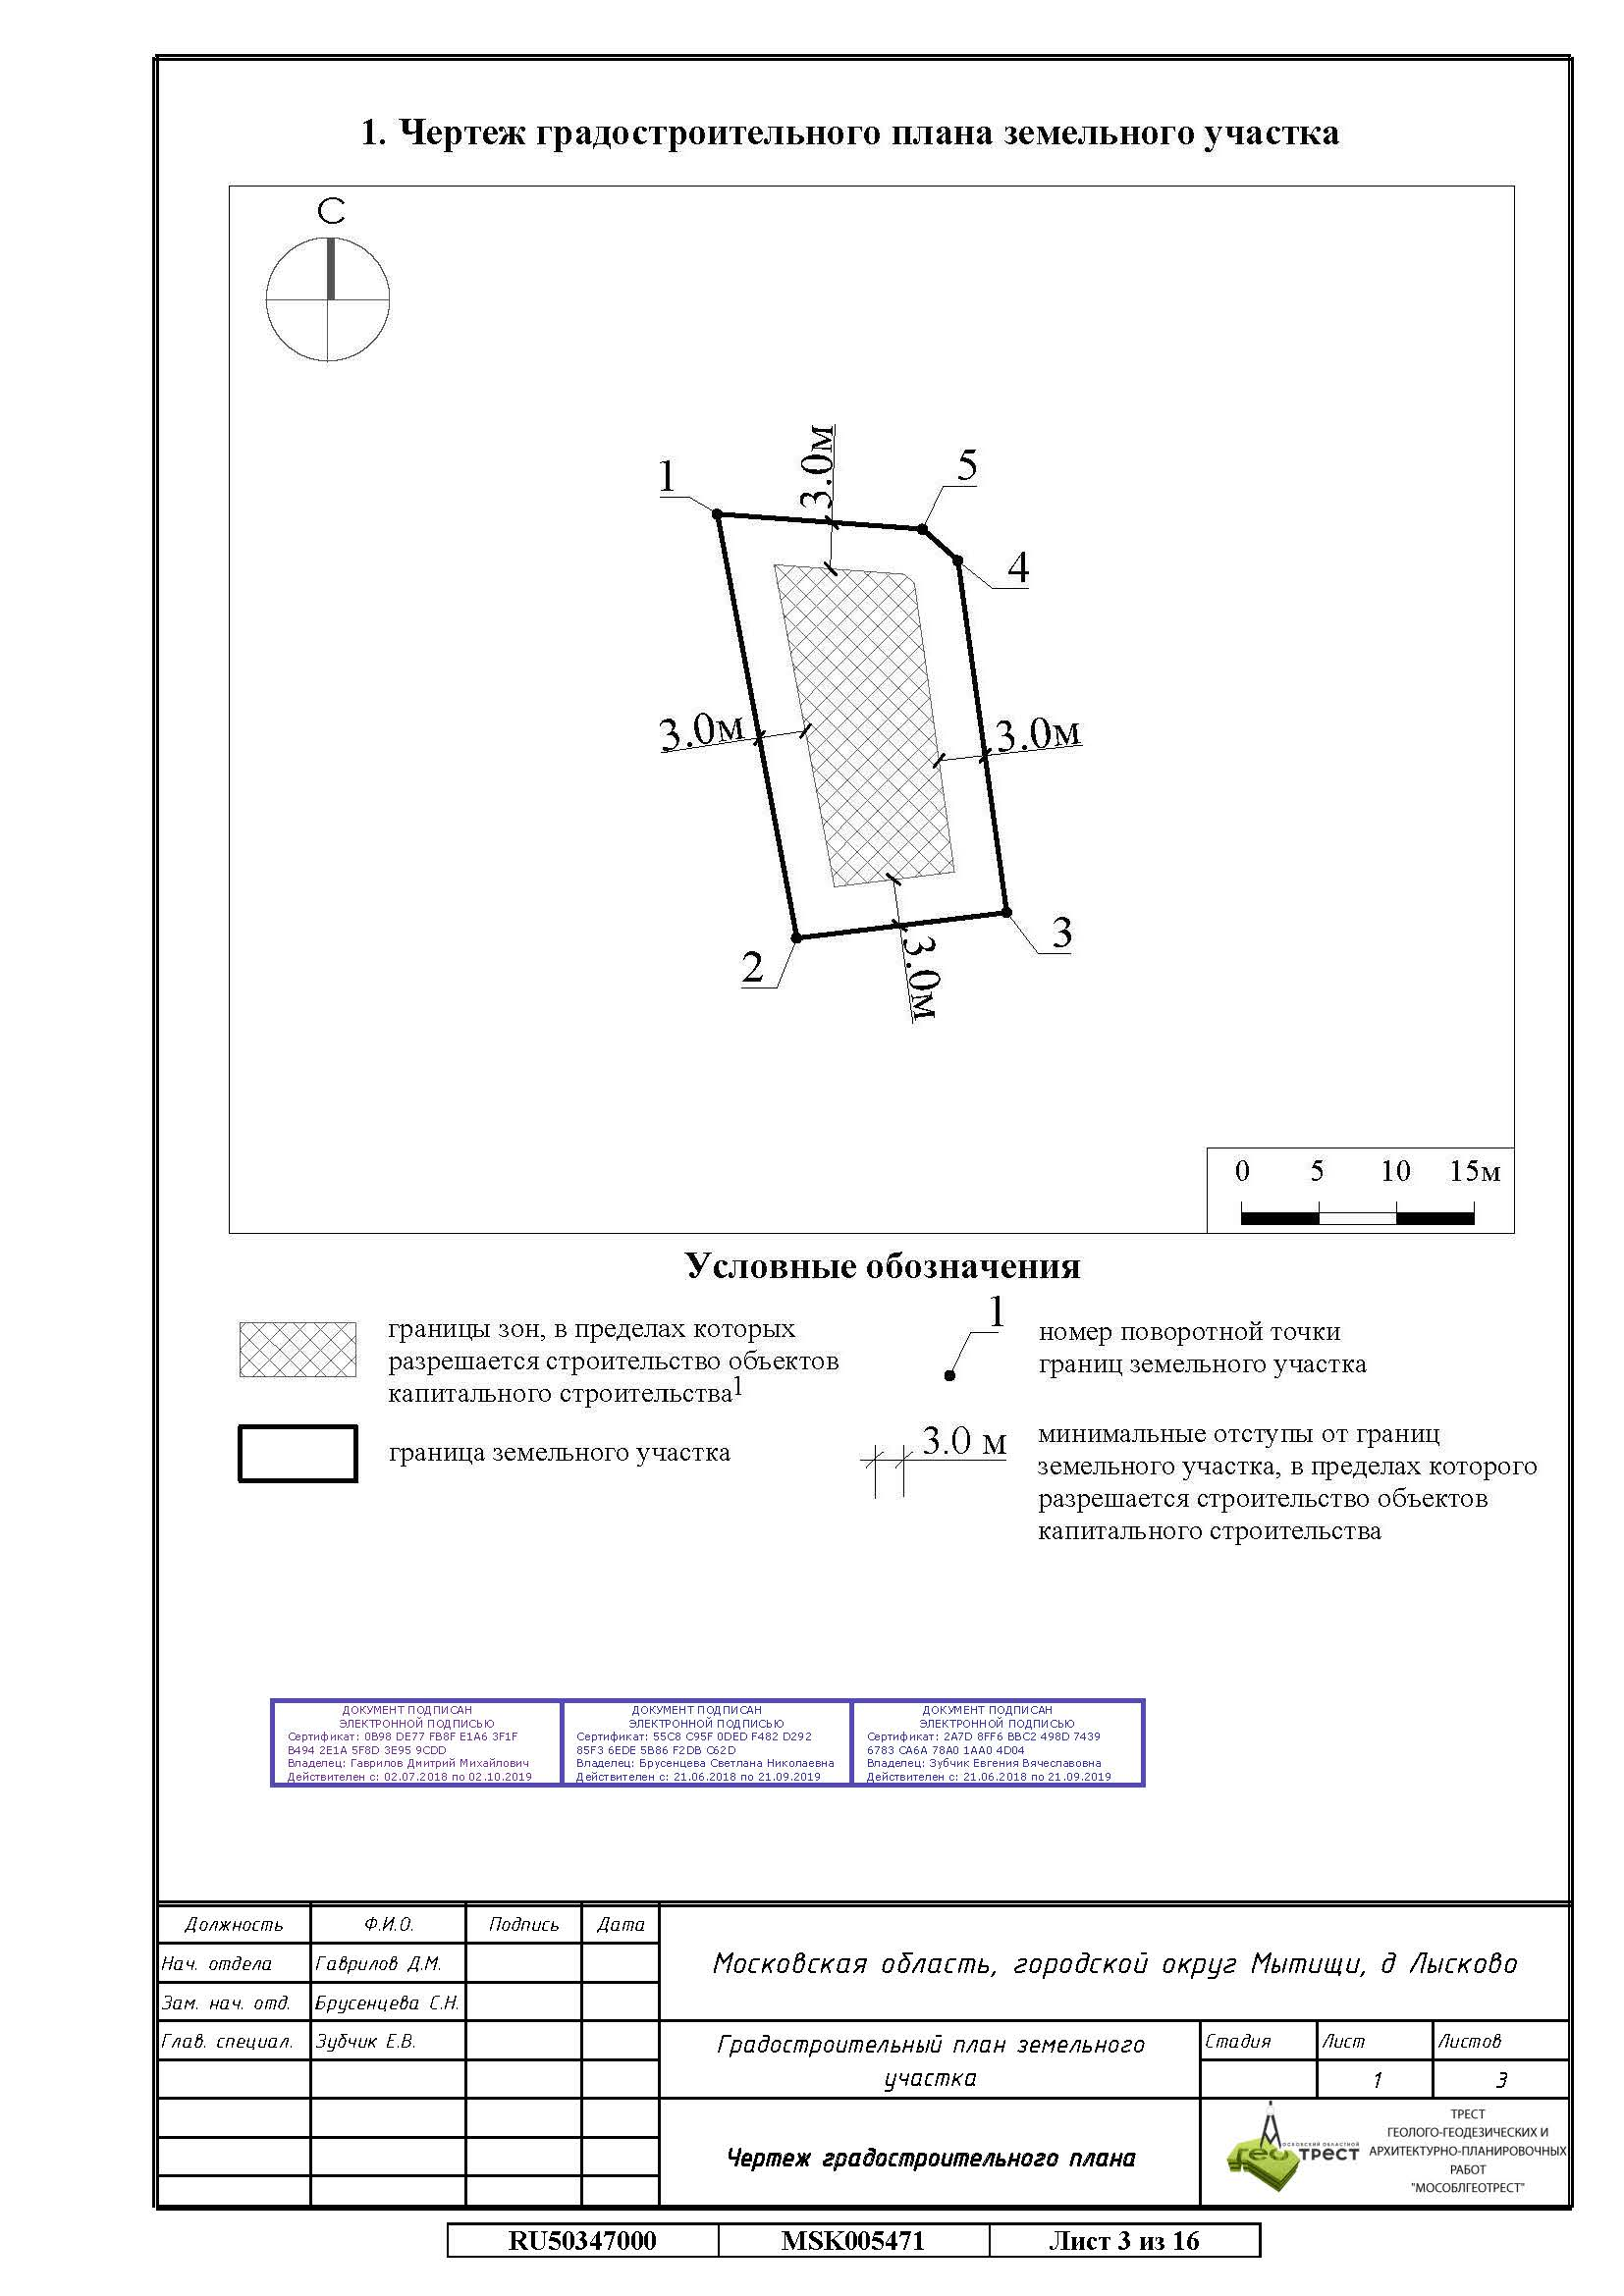 1. Чертеж градостроительного плана земельного участка
С
1
3.0м
5
4
3.0м
3.0м
3
2
3.0м
0 5 10 15м
Условные обозначения
границы зон, в пределах которых
разрешается строительство объектов
капитального строительства1
1
номер поворотной точки
границ земельного участка
граница земельного участка
3.0 м
минимальные отступы от границ
земельного участка, в пределах которого
разрешается строительство объектов
капитального строительства
ДОКУМЕНТ ПОДПИСАН
ЭЛЕКТРОННОЙ ПОДПИСЬЮ
Сертификат: 0B98 DE77 FB8F E1A6 3F1F
B494 2E1A 5F8D 3E95 9CDD
Владелец: Гаврилов Дмитрий Михайлович
Действителен с: 02.07.2018 по 02.10.2019
ДОКУМЕНТ ПОДПИСАН
ЭЛЕКТРОННОЙ ПОДПИСЬЮ
Сертификат: 55C8 C95F 0DED F482 D292
85F3 6EDE 5B86 F2DB C62D
Владелец: Брусенцева Светлана Николаевна
Действителен с: 21.06.2018 по 21.09.2019
ДОКУМЕНТ ПОДПИСАН
ЭЛЕКТРОННОЙ ПОДПИСЬЮ
Сертификат: 2A7D 8FF6 BBC2 498D 7439
6783 CA6A 78A0 1AA0 4D04
Владелец: Зубчик Евгения Вячеславовна
Действителен с: 21.06.2018 по 21.09.2019
Должность Ф.И.О. Подпись Дата
Нач. отдела Гаврилов Д.М.
Зам. нач. отд. Брусенцева С.Н.
Глав. специал. Зубчик Е.В.
Московская область, городской округ Мытищи, д Лысково
Градостроительный план земельного
участка
Стадия Лист Листов
1 3
Чертеж градостроительного плана
МОСКОВСКИЙ ОБЛАСТНОЙ
ГЕО ТРЕСТ
ТРЕСТ
ГЕОЛОГО-ГЕОДЕЗИЧЕСКИХ И
АРХИТЕКТУРНО-ПЛАНИРОВОЧНЫХ
РАБОТ
"МОСОБЛГЕОТРЕСТ"
RU50347000 MSK005471 Лист 3 из 16